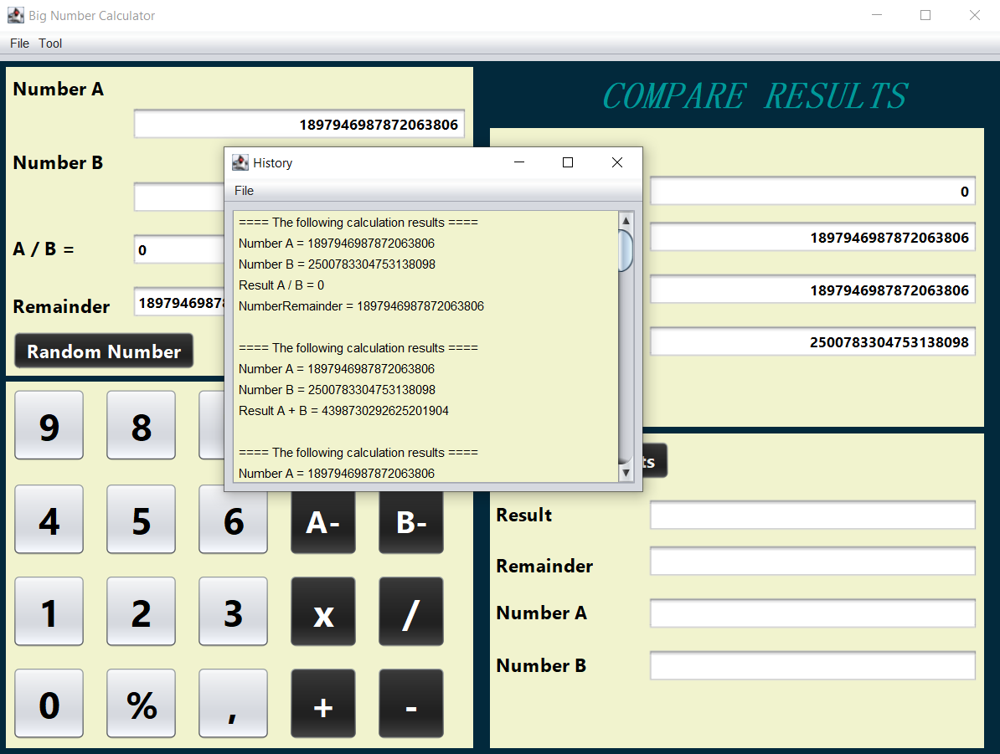 Big Number Calculator
File Tool
Number A
1897946987872063806
Number B
A / B =
0
Remainder
Random Number
History
File
==== The following calculation results ====
Number A = 1897946987872063806
Number B = 2500783304753138098
Result A / B = 0
NumberRemainder = 1897946987872063806
==== The following calculation results ====
Number A = 1897946987872063806
Number B = 2500783304753138098
Result A + B = 4398730292625201904
==== The following calculation results ====
Number A = 1897946987872063806
9 8
4 5 6 A- B-
1 2 3 x /
0 % , + -
COMPARE RESULTS
0
1897946987872063806
1897946987872063806
2500783304753138098
Result
Remainder
Number A
Number B